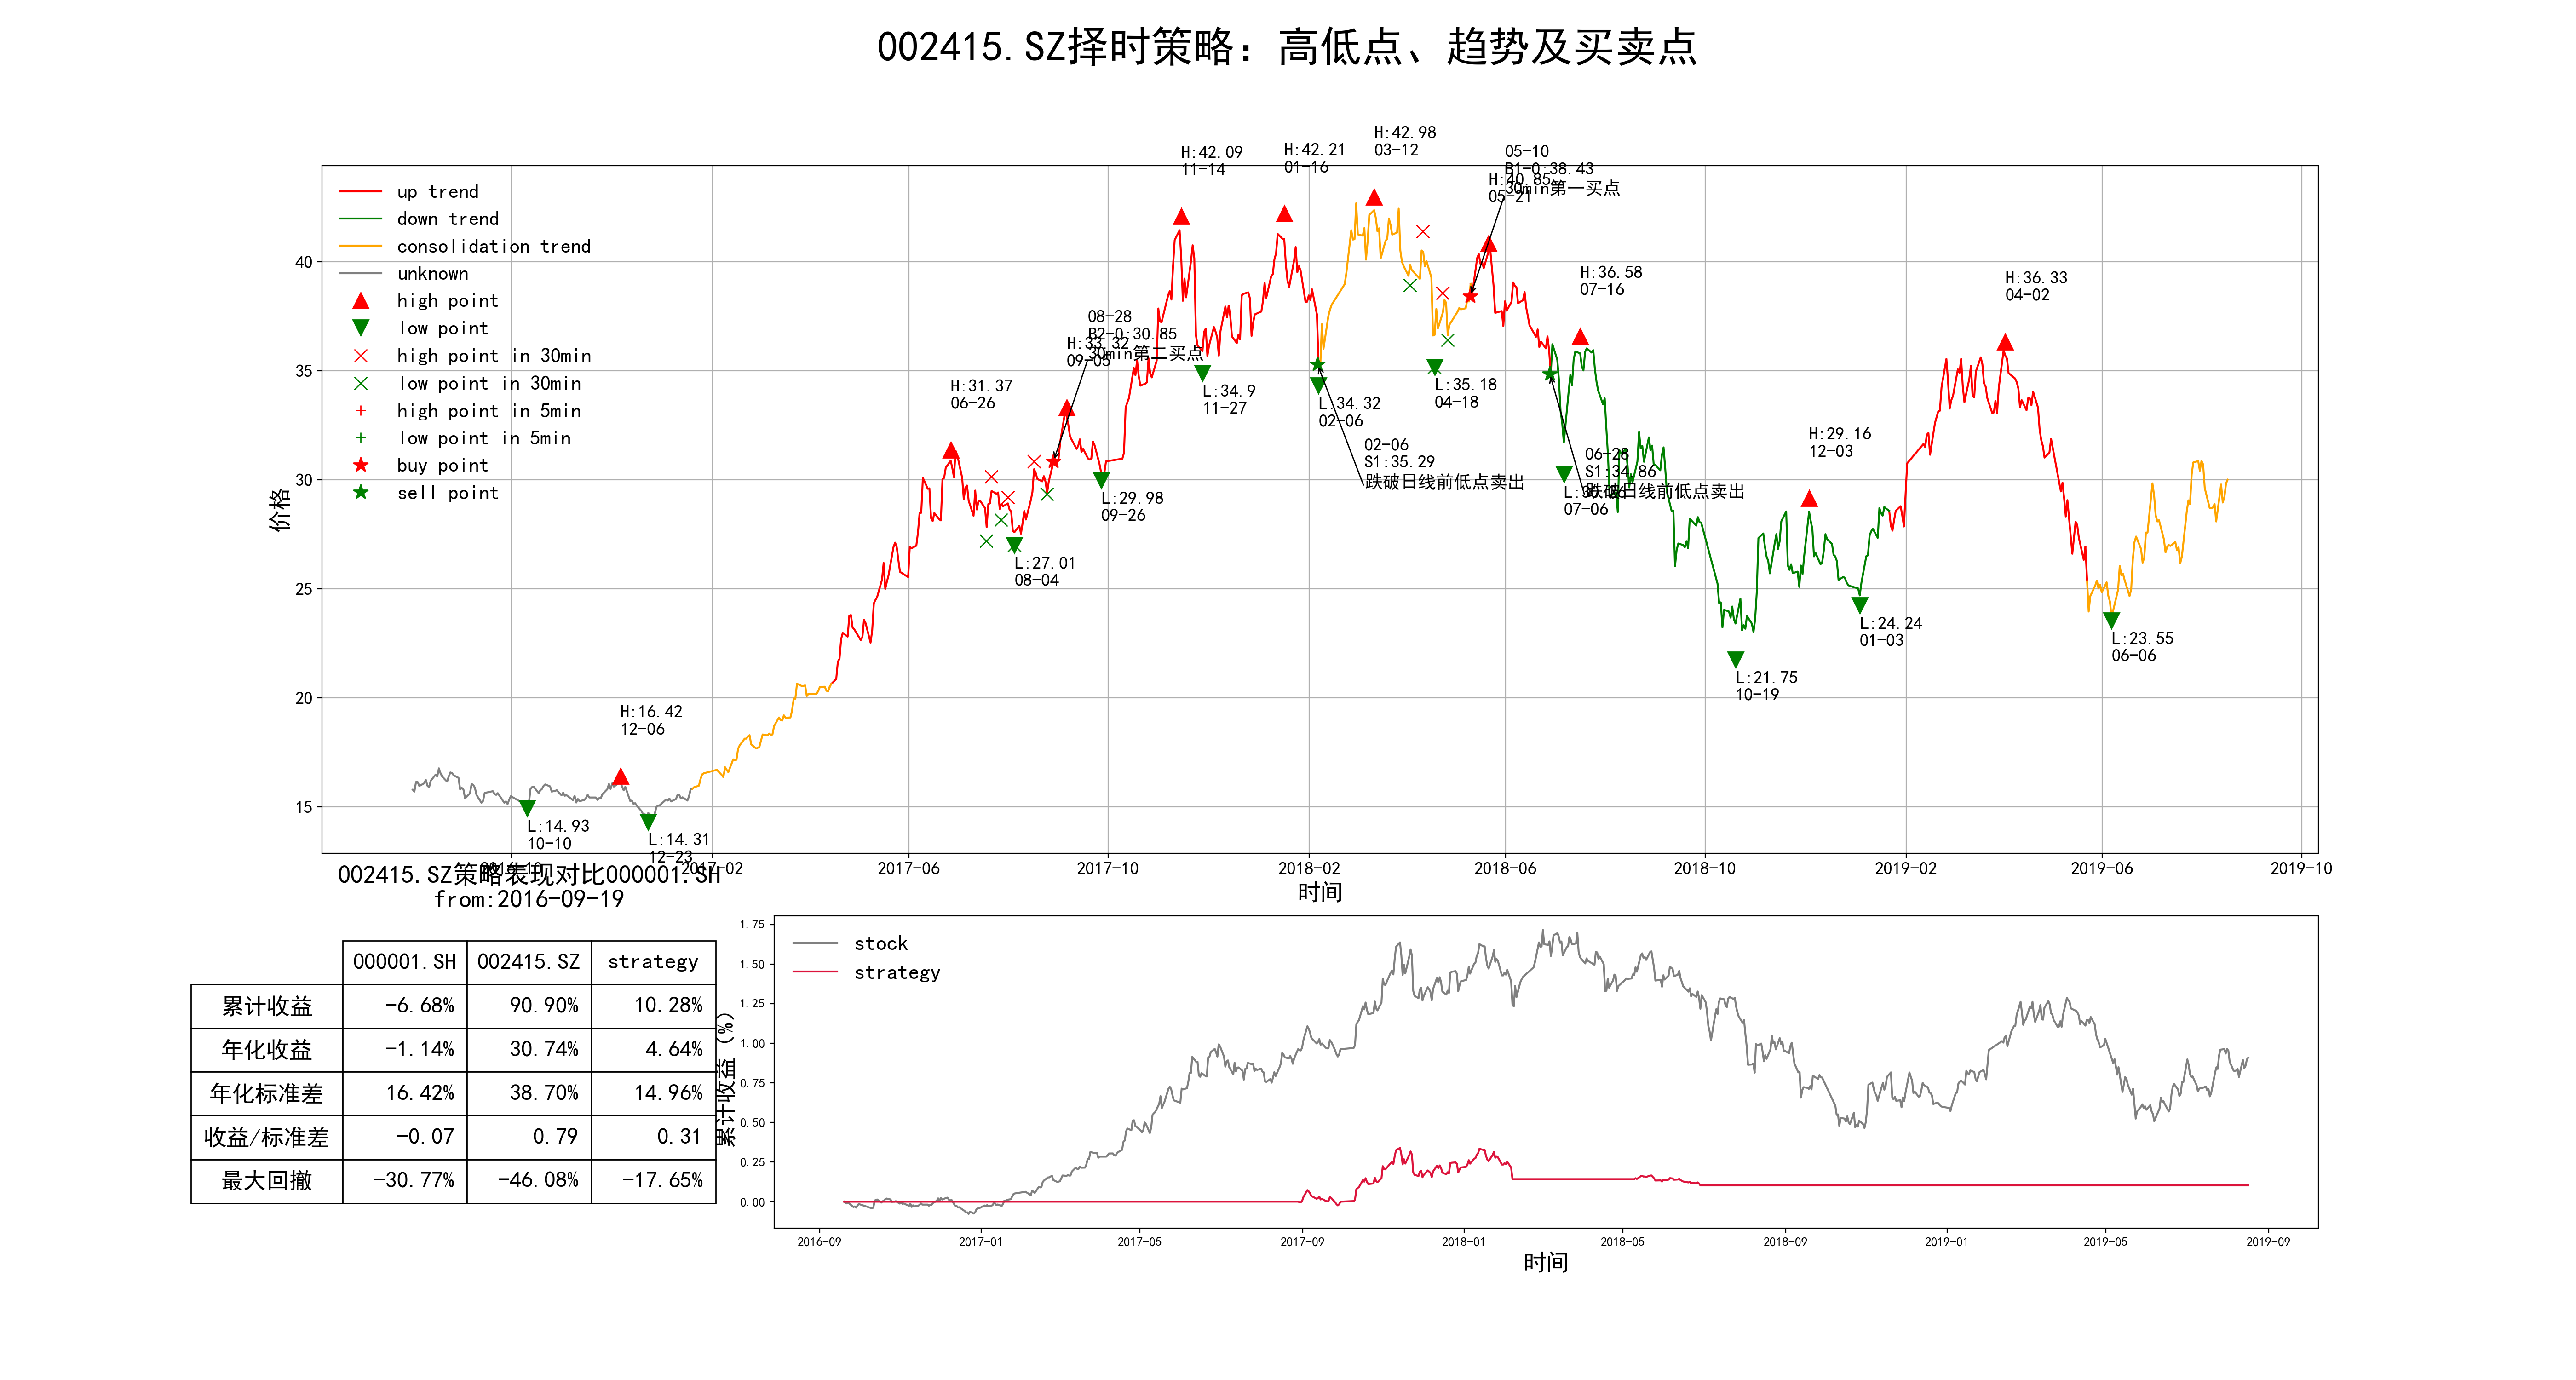 002415.SZ择时策略：高低点、趋势及买卖点
H:42.09
11-14
H:42.21
01-16
H:42.98
03-12
05-10
B1-0:38.43
30min第一买点
H:40.85
05-21
up trend
down trend
consolidation trend
unknown
high point
low point
high point in 30min
low point in 30min
high point in 5min
low point in 5min
buy point
sell point
08-28
B2-0:30.85
30min第二买点
H:33.32
09-05
H:31.37
06-26
H:36.58
07-16
H:36.33
04-02
H:29.16
12-03
H:16.42
12-06
L:34.9
11-27
L:34.32
02-06
L:35.18
04-18
02-06
S1:35.29
跌破日线前低点卖出
06-28
S1:34.86
跌破日线前低点卖出
07-06
L:29.98
09-26
L:27.01
08-04
L:24.24
01-03
L:23.55
06-06
L:21.75
10-19
L:14.93
10-10
L:14.31
12-23
价格
40
35
30
25
20
15
2016-10
2017-02
2017-06
2017-10
2018-02
2018-06
2018-10
2019-02
2019-06
2019-10
时间
002415.SZ策略表现对比000001.SH
from:2016-09-19
000001.SH 002415.SZ strategy
累计收益 -6.68% 90.90% 10.28%
年化收益 -1.14% 30.74% 4.64%
年化标准差 16.42% 38.70% 14.96%
收益/标准差 -0.07 0.79 0.31
最大回撤 -30.77% -46.08% -17.65%
累计收益（%）
1.75
1.50
1.25
1.00
0.75
0.50
0.25
0.00
stock
strategy
2016-09
2017-01
2017-05
2017-09
2018-01
2018-05
2018-09
2019-01
2019-05
2019-09
时间